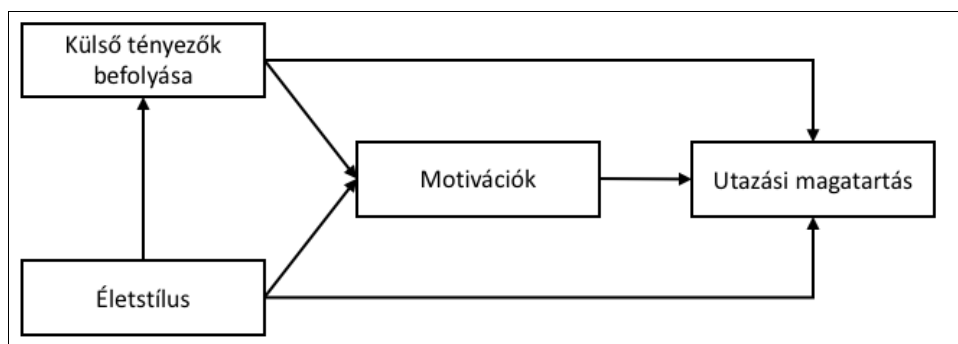 Külső tényezők
befolyása
Motivációk
Utazási magatartás
Életstílus